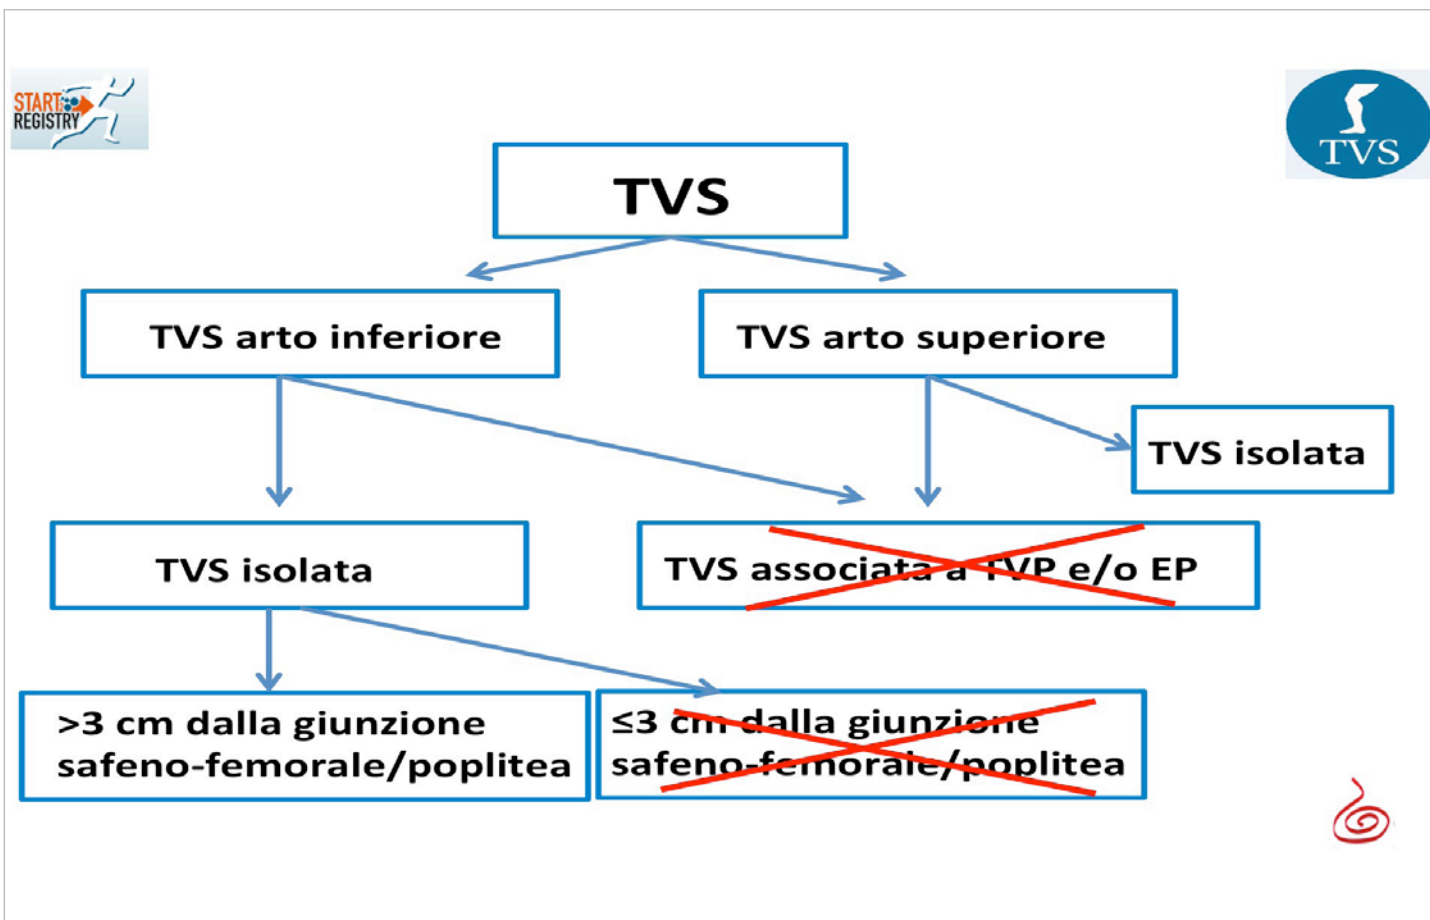 START
REGISTRY
TVS
TVS
TVS arto inferiore
TVS arto superiore
TVS isolata
TVS isolata
TVS associata a TVP e/o EP
>3 cm dalla giunzione
safeno-femorale/poplitea
≤3 cm dalla giunzione
safeno-femorale/poplitea